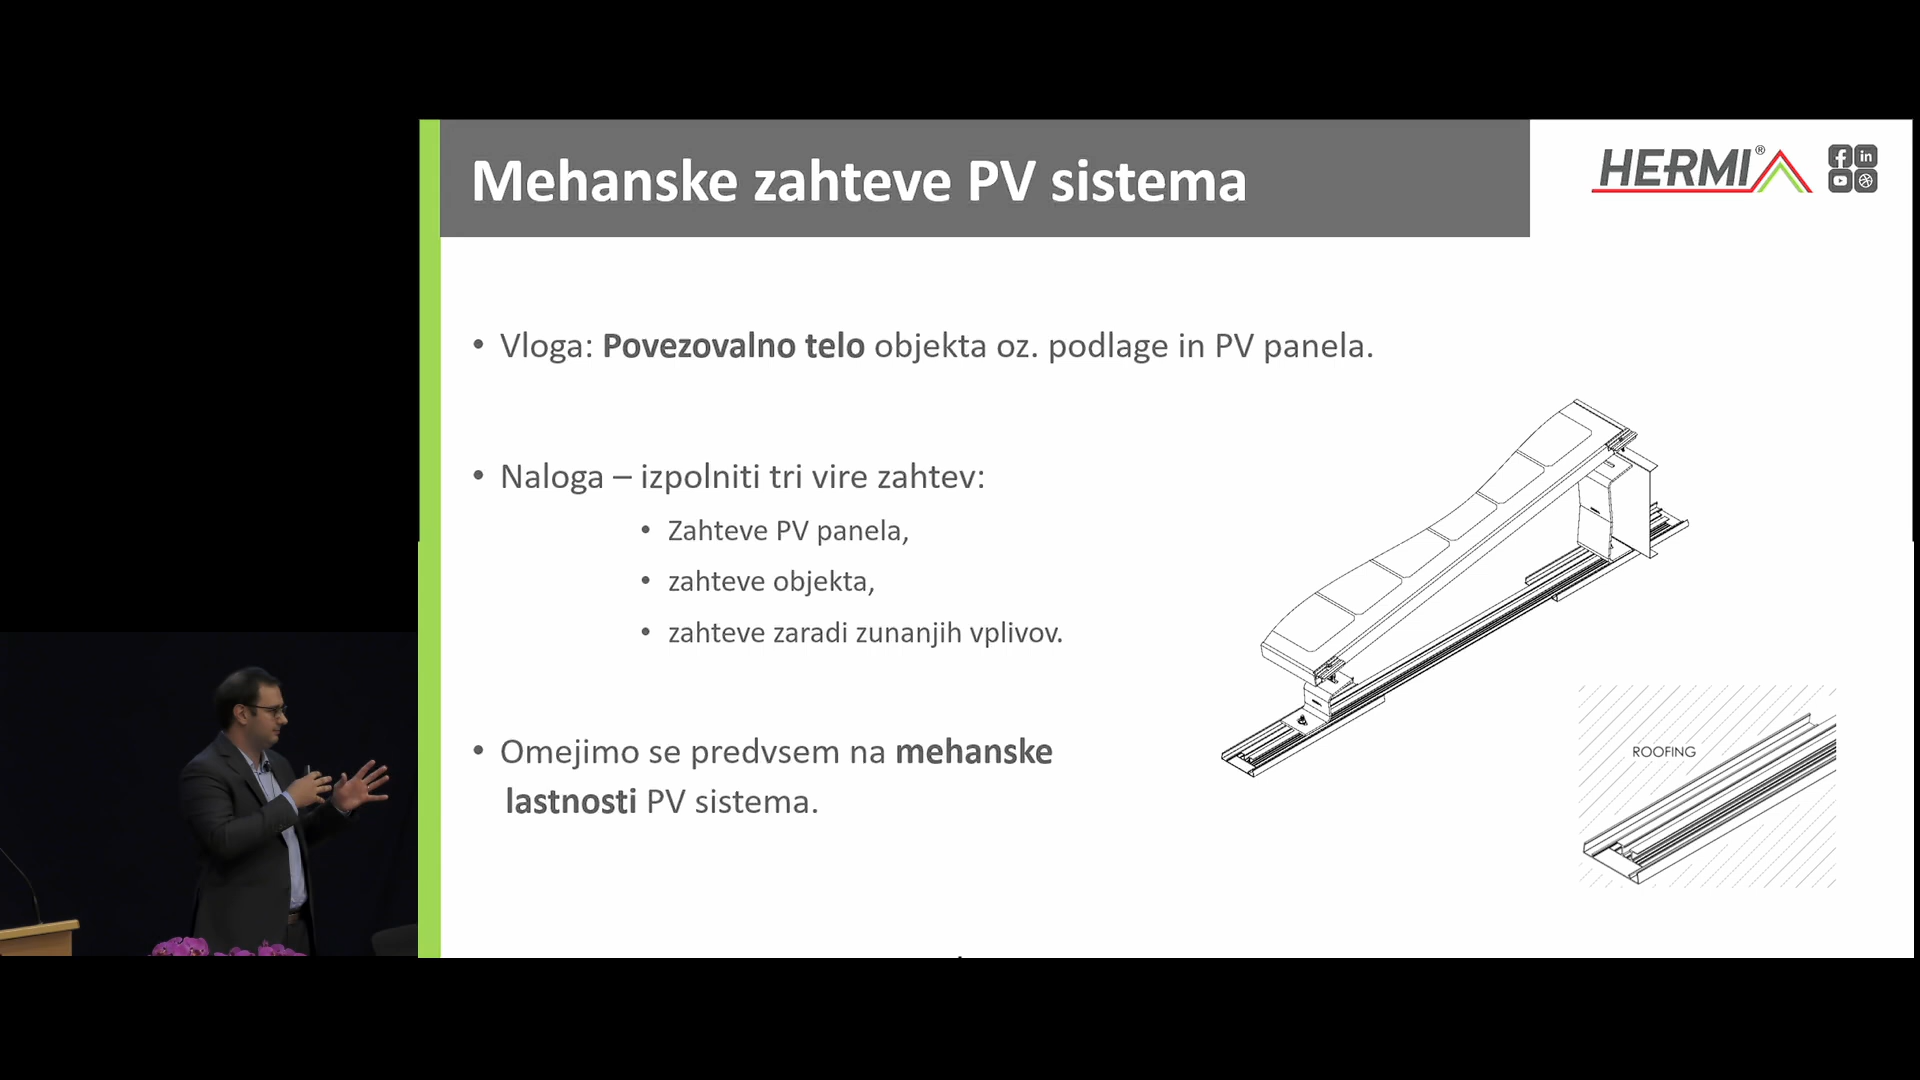 Mehanske zahteve PV sistema
HERMI®
• Vloga: Povezovalno telo objekta oz. podlage in PV panela.
• Naloga – izpolniti tri vire zahtev:
• Zahteve PV panela,
• zahteve objekta,
• zahteve zaradi zunanjih vplivov.
• Omejimo se predvsem na mehanske
lastnosti PV sistema.
ROOFING